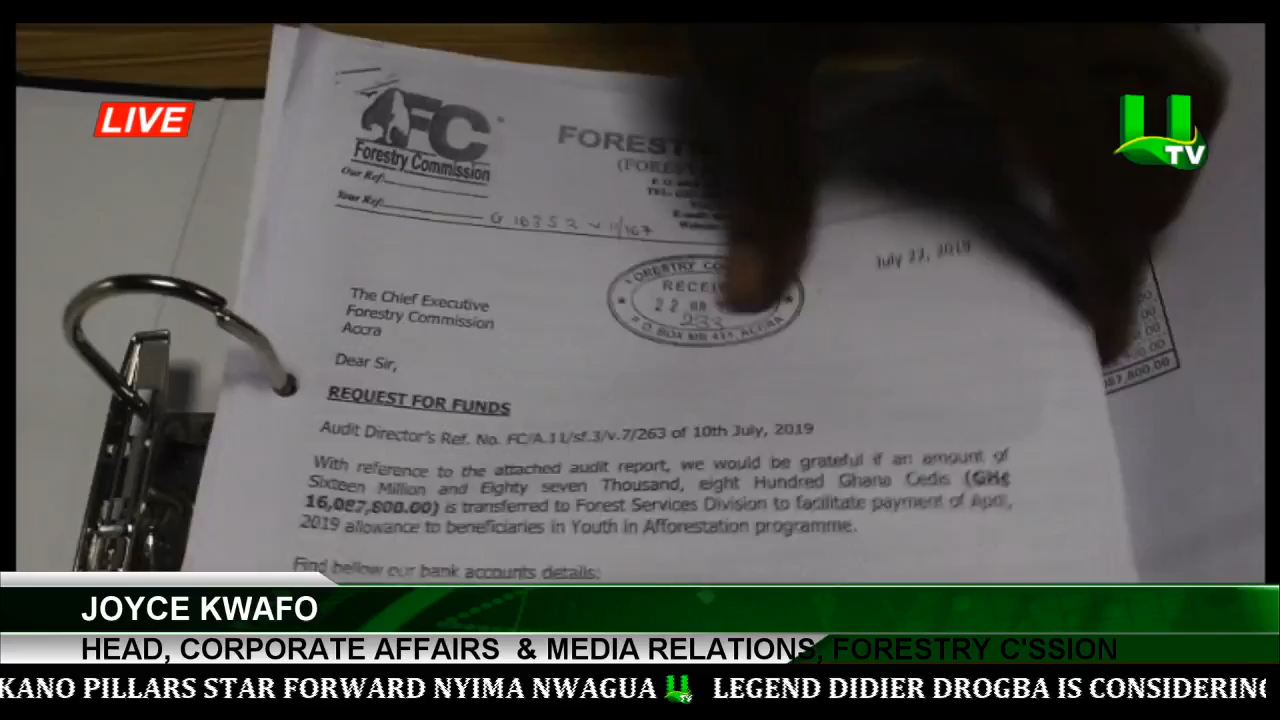 LIVE
U
TV
FC
Forestry Commission
Our Ref:
Your Ref:
July 22, 2019
The Chief Executive
Forestry Commission
Accra
Dear Sir,
REQUEST FOR FUNDS
Audit Director's Ref. No. FC/A.11/sf.3/v.7/263 of 10th July, 2019
With reference to the attached audit report, we would be grateful if an amount of
Sixteen Million and Eighty seven Thousand, eight Hundred Ghana Cedis (GH¢
16,087,800.00) is transferred to Forest Services Division to facilitate payment of April,
2019 allowance to beneficiaries in Youth in Afforestation programme.
Find bellow our bank accounts details:
87,800.00
JOYCE KWAFO
HEAD, CORPORATE AFFAIRS & MEDIA RELATIONS, FORESTRY C'SSION
KANO PILLARS STAR FORWARD NYIMA NWAGUA U TV LEGEND DIDIER DROGBA IS CONSIDERING